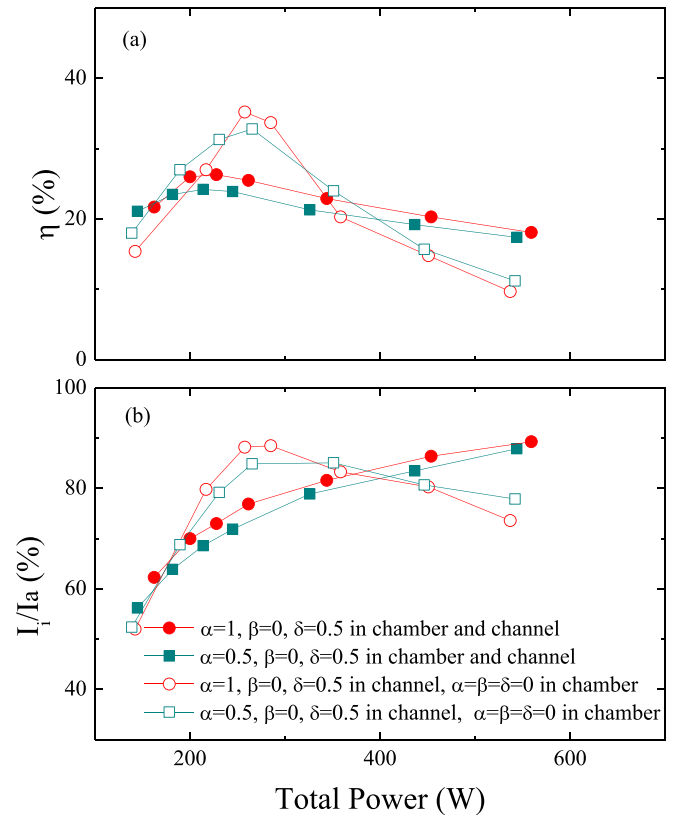 (a)
40
20
0
η (%)
100
(b)
80
60
40
I_i/Ia (%)
α=1, β=0, δ=0.5 in chamber and channel
α=0.5, β=0, δ=0.5 in chamber and channel
α=1, β=0, δ=0.5 in channel, α=β=δ=0 in chamber
α=0.5, β=0, δ=0.5 in channel, α=β=δ=0 in chamber
200
400
600
Total Power (W)